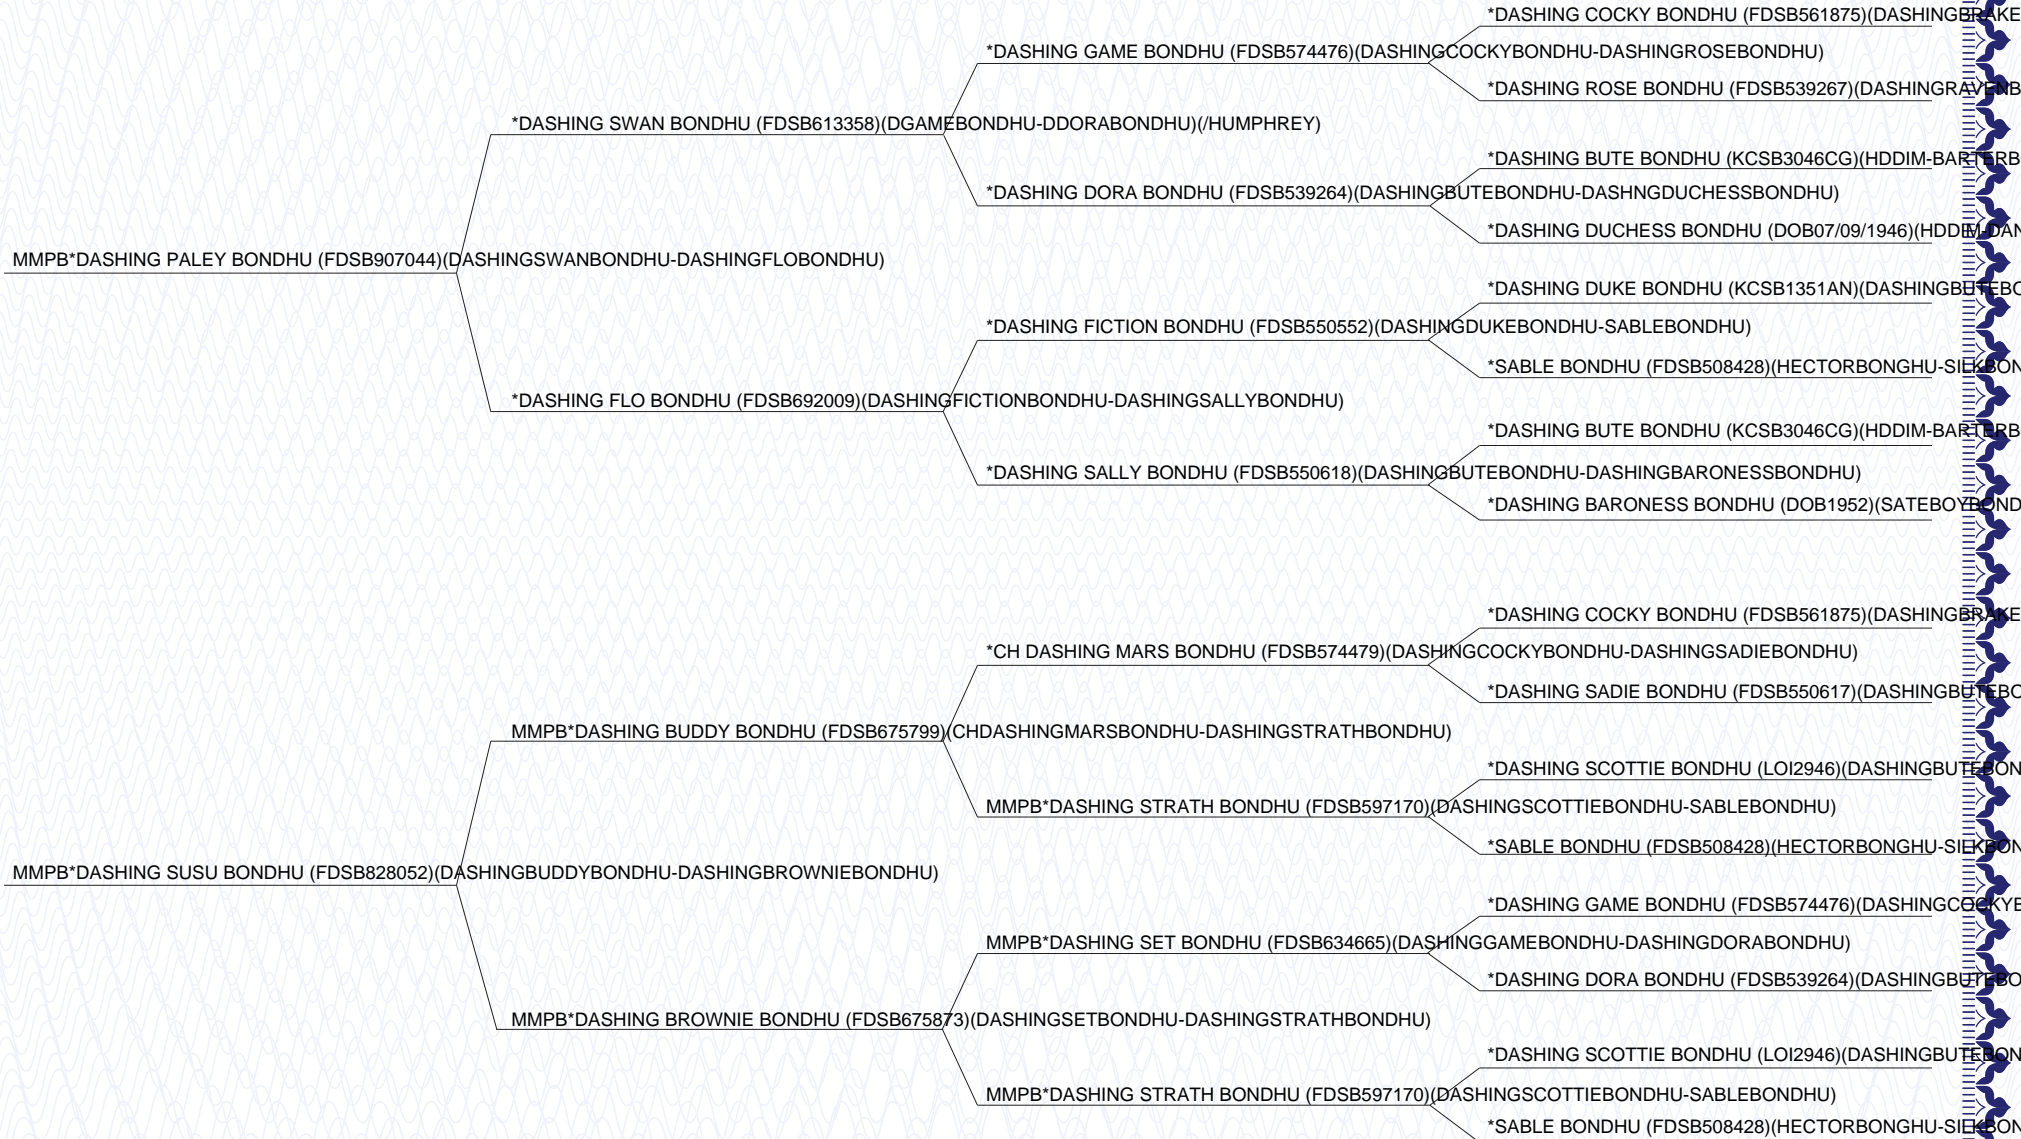 *DASHING COCKY BONDHU (FDSB561875)(DASHINGBRAKE
*DASHING GAME BONDHU (FDSB574476)(DASHINGCOCKYBONDHU-DASHINGROSEBONDHU)
*DASHING ROSE BONDHU (FDSB539267)(DASHINGRAVENB
*DASHING SWAN BONDHU (FDSB613358)(DGAMEBONDHU-DDORABONDHU)(/HUMPHREY)
*DASHING BUTE BONDHU (KCSB3046CG)(HDDIM-BARTERB
*DASHING DORA BONDHU (FDSB539264)(DASHINGBUTEBONDHU-DASHNGDUCHESSBONDHU)
*DASHING DUCHESS BONDHU (DOB07/09/1946)(HDDIM-DAN
MMPB*DASHING PALEY BONDHU (FDSB907044)(DASHINGSWANBONDHU-DASHINGFLOBONDHU)
*DASHING DUKE BONDHU (KCSB1351AN)(DASHINGBUTEBO
*DASHING FICTION BONDHU (FDSB550552)(DASHINGDUKEBONDHU-SABLEBONDHU)
*SABLE BONDHU (FDSB508428)(HECTORBONGHU-SILKBON
*DASHING FLO BONDHU (FDSB692009)(DASHINGFICTIONBONDHU-DASHINGSALLYBONDHU)
*DASHING BUTE BONDHU (KCSB3046CG)(HDDIM-BARTERB
*DASHING SALLY BONDHU (FDSB550618)(DASHINGBUTEBONDHU-DASHINGBARONESSBONDHU)
*DASHING BARONESS BONDHU (DOB1952)(SATEBOYBOND
*DASHING COCKY BONDHU (FDSB561875)(DASHINGBRAKE
*CH DASHING MARS BONDHU (FDSB574479)(DASHINGCOCKYBONDHU-DASHINGSADIEBONDHU)
*DASHING SADIE BONDHU (FDSB550617)(DASHINGBUTEBO
MMPB*DASHING BUDDY BONDHU (FDSB675799)(CHDASHINGMARSBONDHU-DASHINGSTRATHBONDHU)
*DASHING SCOTTIE BONDHU (LOI2946)(DASHINGBUTEBON
MMPB*DASHING STRATH BONDHU (FDSB597170)(DASHINGSCOTTIEBONDHU-SABLEBONDHU)
*SABLE BONDHU (FDSB508428)(HECTORBONGHU-SILKBON
MMPB*DASHING SUSU BONDHU (FDSB828052)(DASHINGBUDDYBONDHU-DASHINGBROWNIEBONDHU)
*DASHING GAME BONDHU (FDSB574476)(DASHINGCOCKYB
MMPB*DASHING SET BONDHU (FDSB634665)(DASHINGGAMEBONDHU-DASHINGDORABONDHU)
*DASHING DORA BONDHU (FDSB539264)(DASHINGBUTEBO
MMPB*DASHING BROWNIE BONDHU (FDSB675873)(DASHINGSETBONDHU-DASHINGSTRATHBONDHU)
*DASHING SCOTTIE BONDHU (LOI2946)(DASHINGBUTEBON
MMPB*DASHING STRATH BONDHU (FDSB597170)(DASHINGSCOTTIEBONDHU-SABLEBONDHU)
*SABLE BONDHU (FDSB508428)(HECTORBONGHU-SILKBON